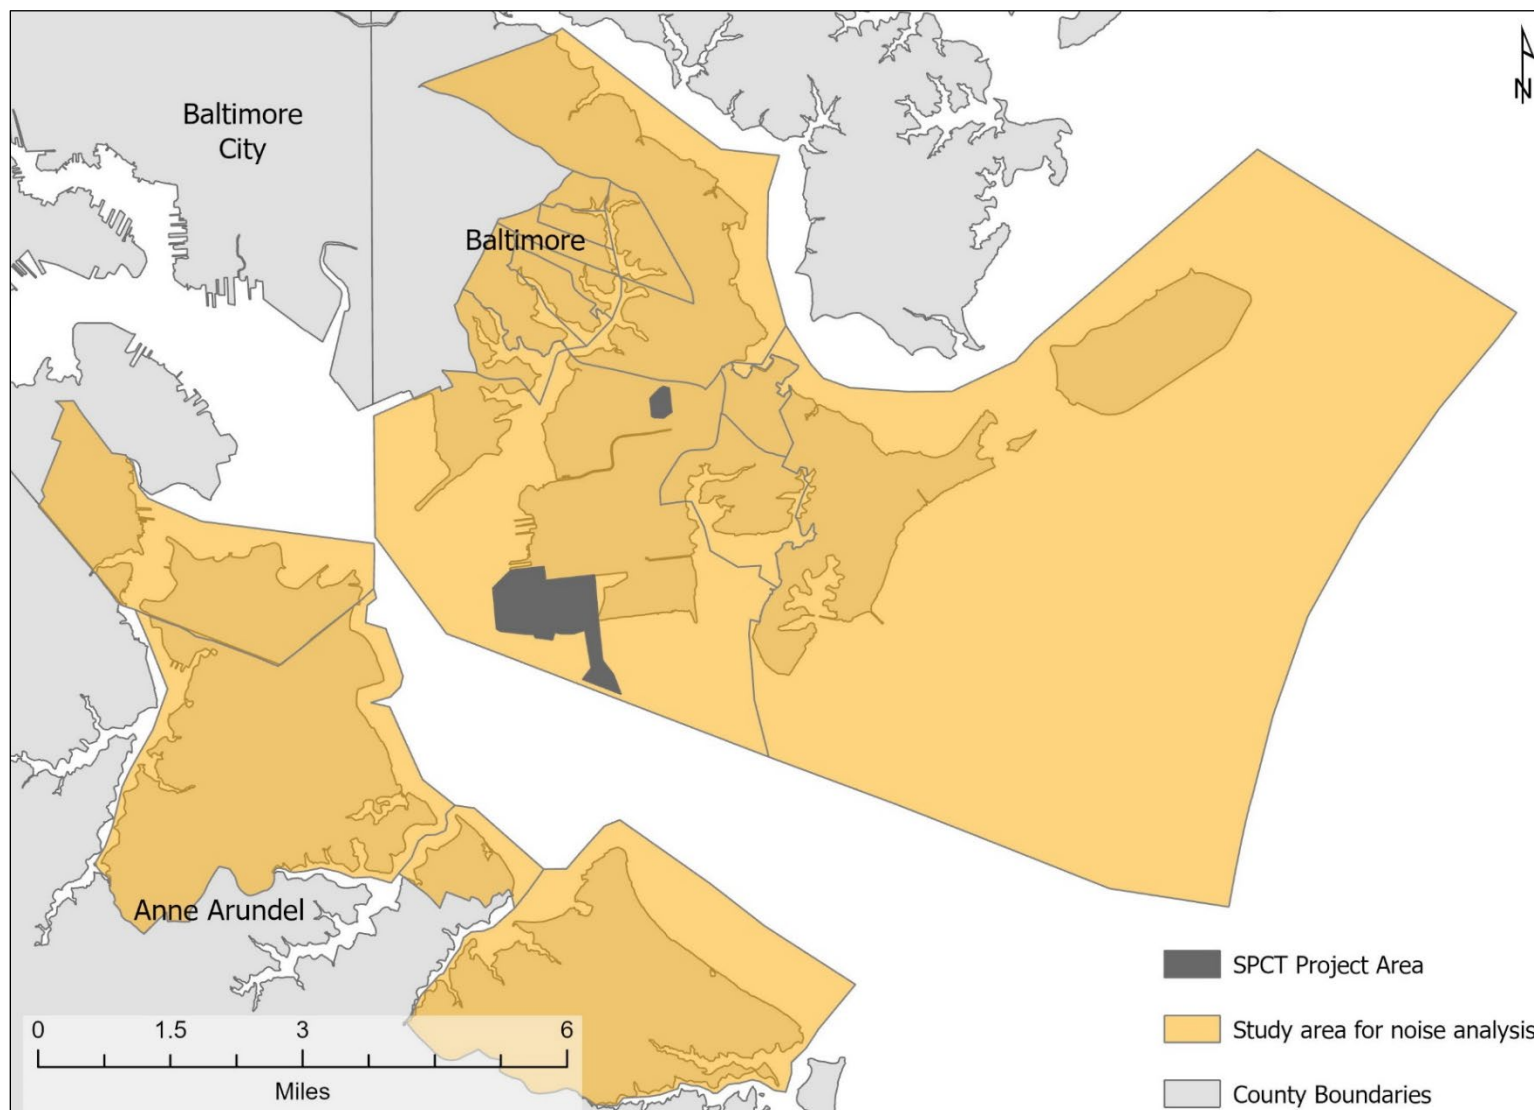 N
Baltimore
City
Baltimore
Anne Arundel
SPCT Project Area
Study area for noise analysis
County Boundaries
0 1.5 3 6
Miles